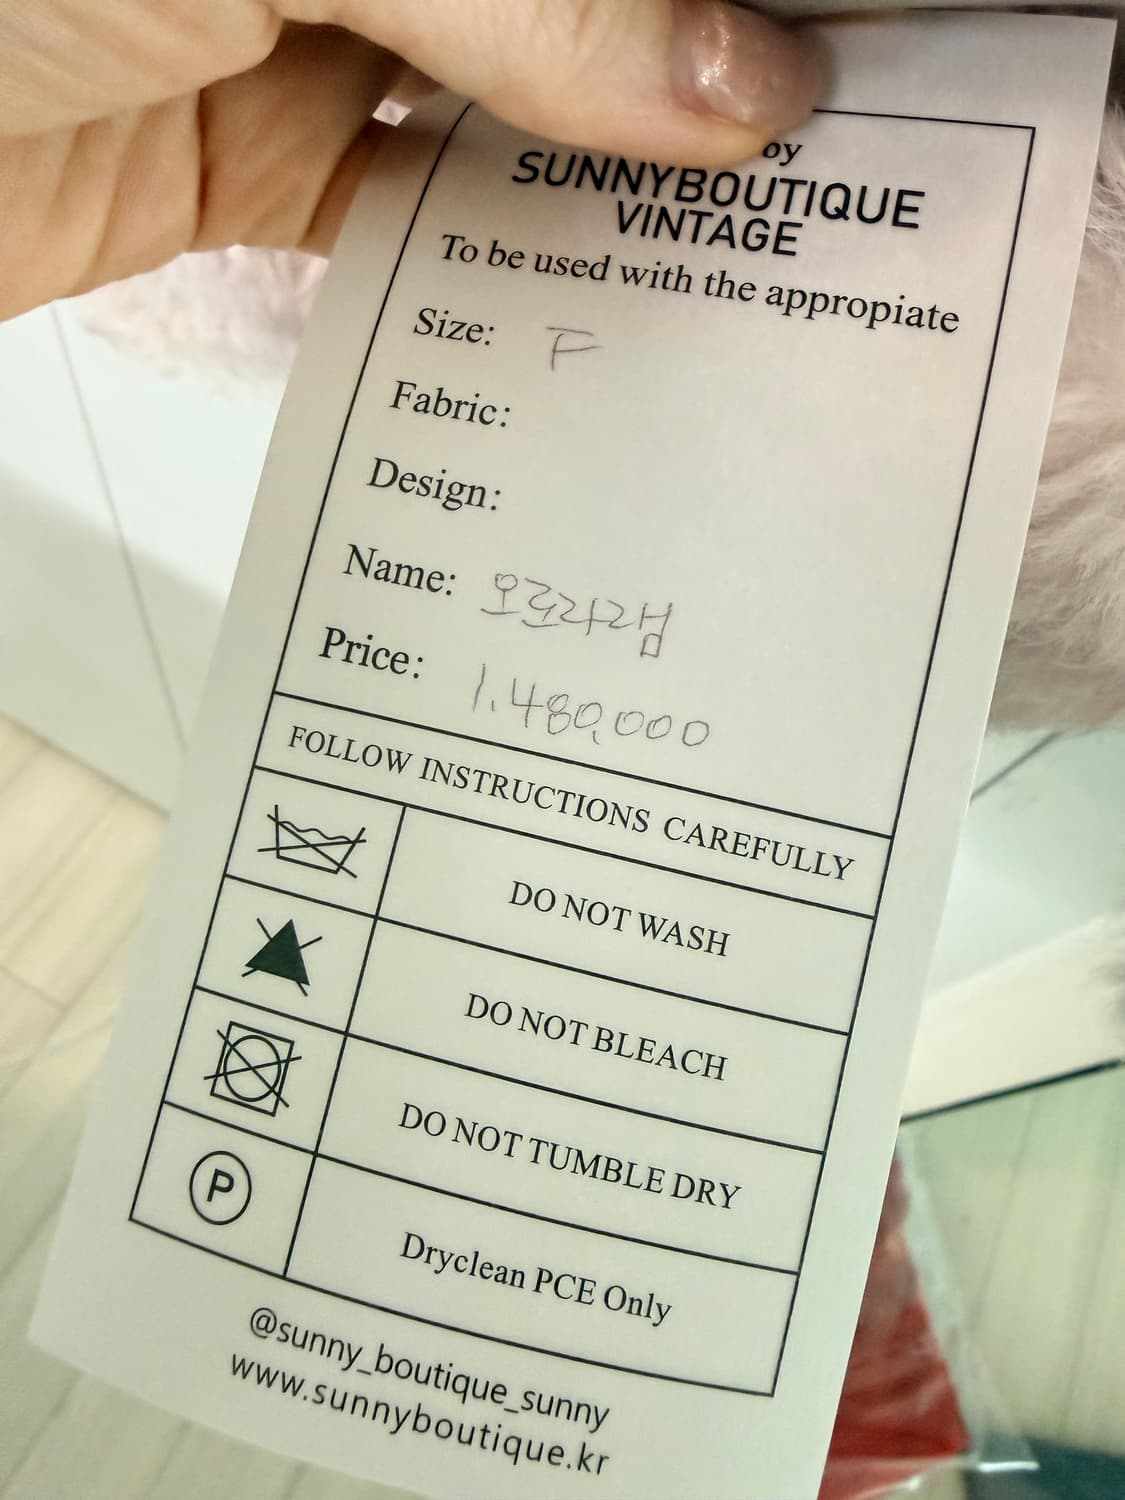 by
SUNNYBOUTIQUE
VINTAGE
To be used with the appropiate
Size: F
Fabric:
Design:
Name: 오로라램
Price: 1.480,000
FOLLOW INSTRUCTIONS CAREFULLY
DO NOT WASH
DO NOT BLEACH
DO NOT TUMBLE DRY
P Dryclean PCE Only
@sunny_boutique_sunny
www.sunnyboutique.kr